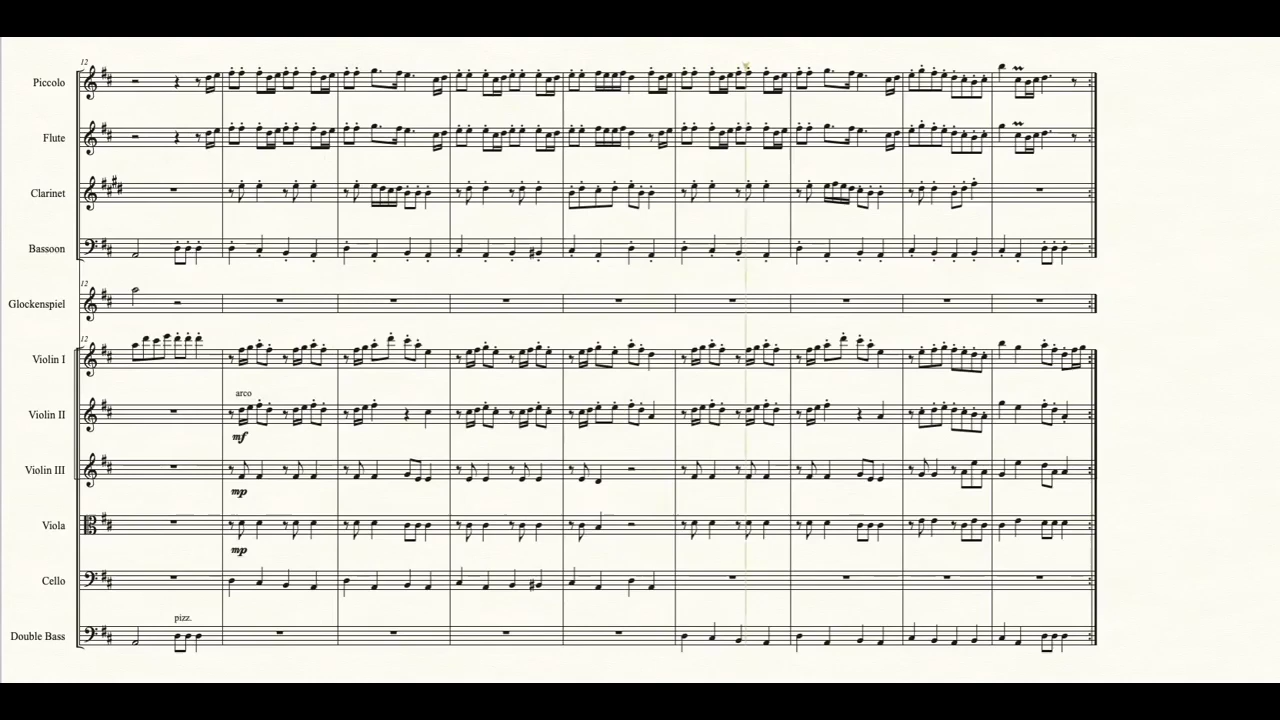 12
Piccolo
Flute
Clarinet
Bassoon
12
Glockenspiel
12
Violin I
arco
Violin II
mf
Violin III
mp
Viola
mp
Cello
pizz.
Double Bass